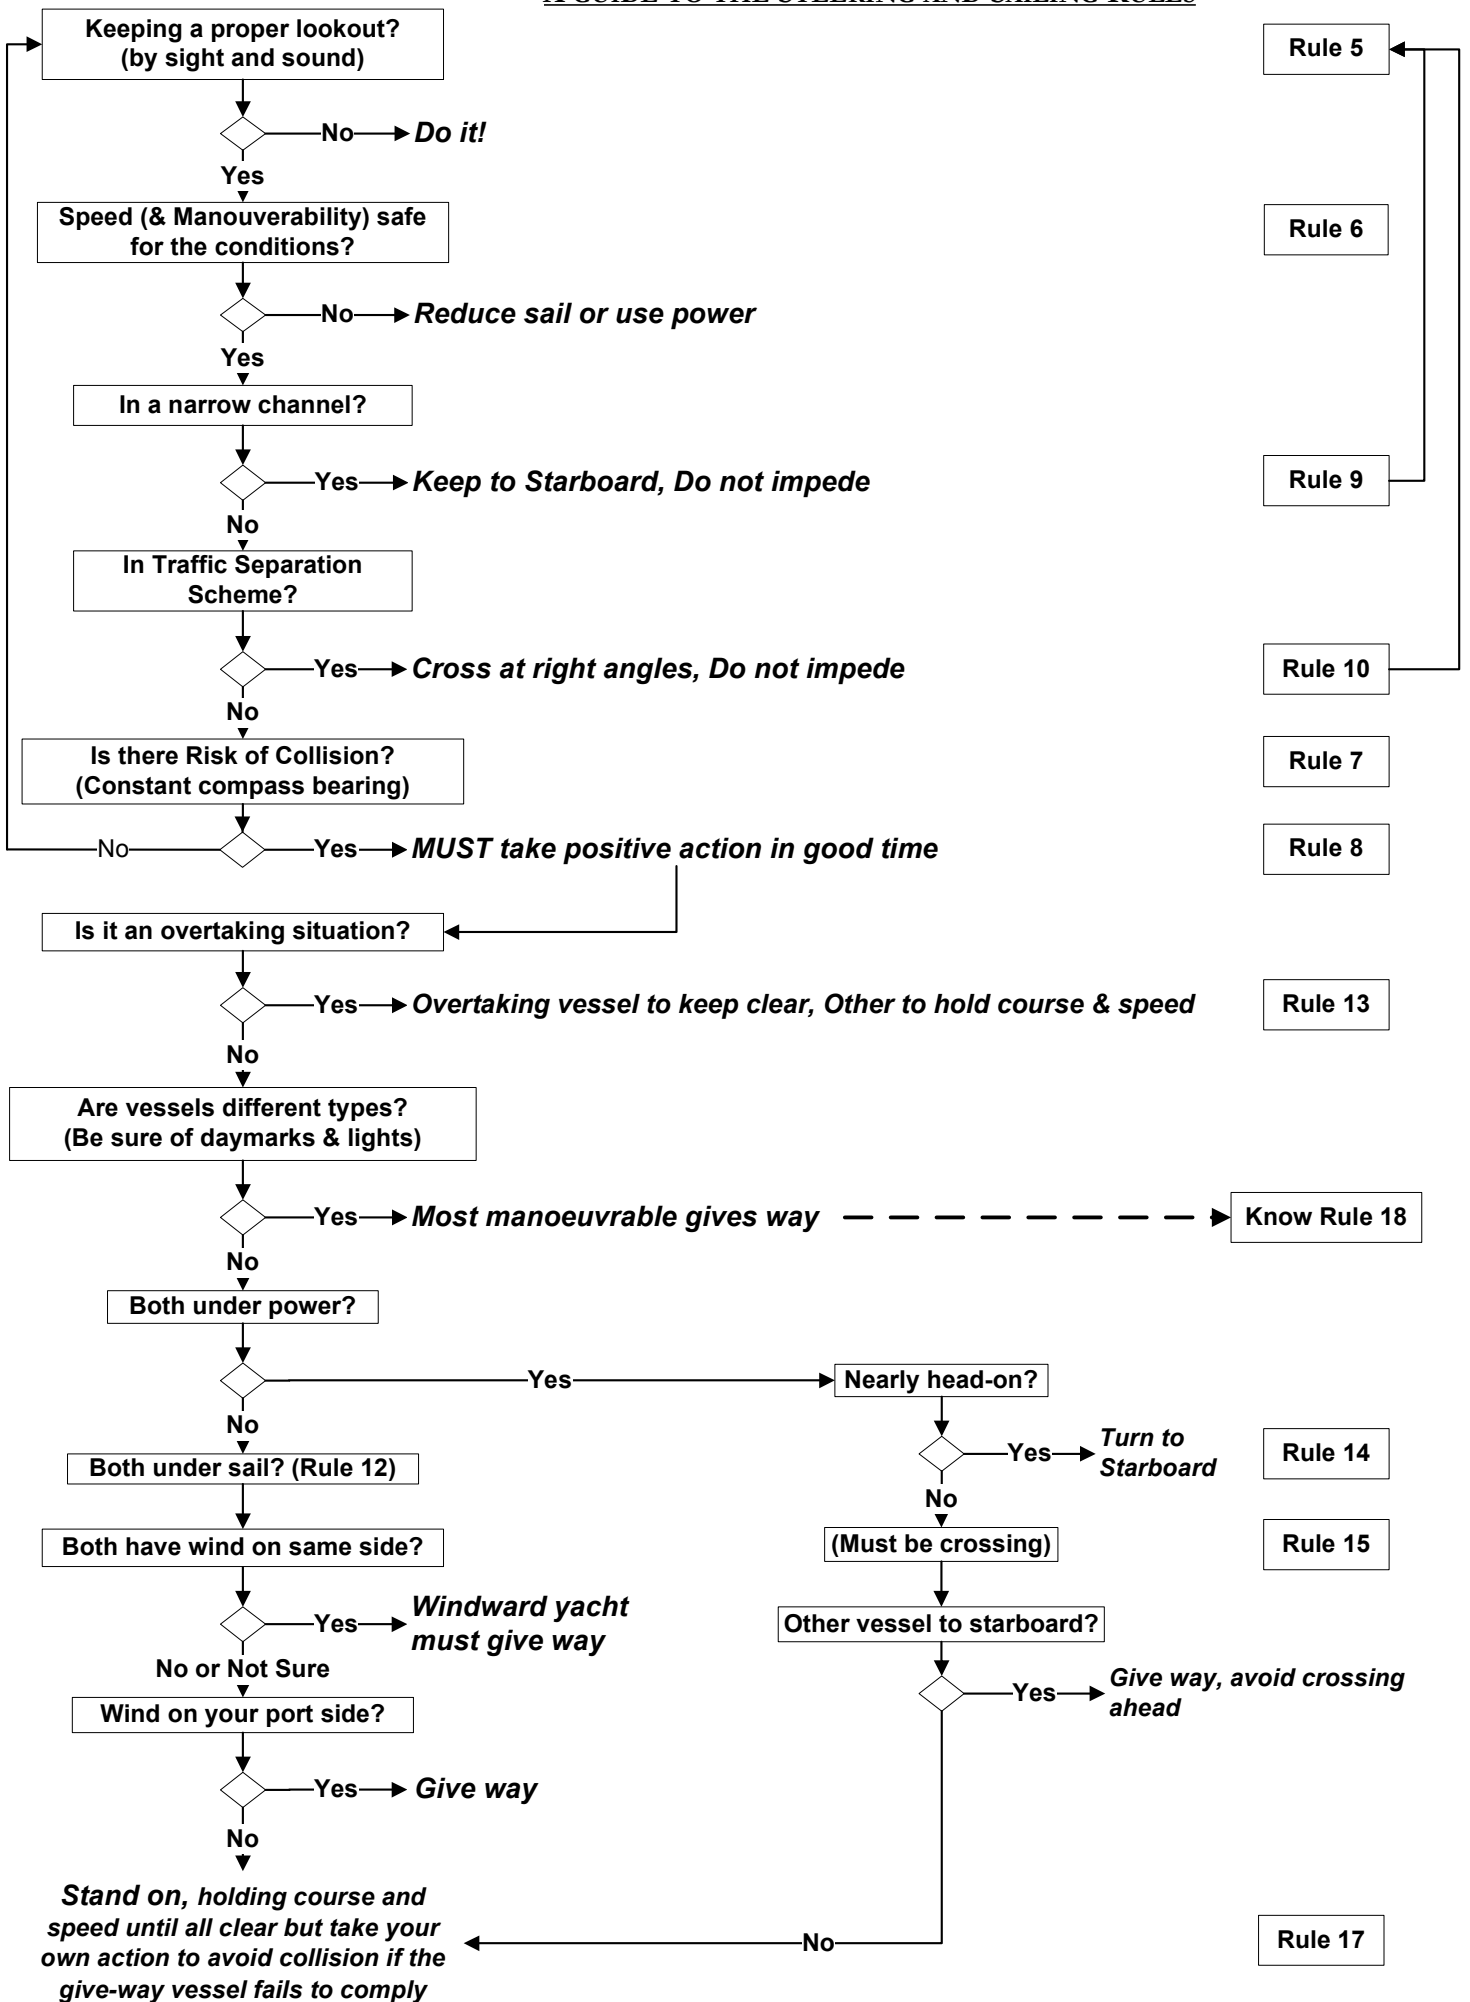 A GUIDE TO THE STEERING AND SAILING RULES
Keeping a proper lookout?
(by sight and sound)
Rule 5
No
Do it!
Yes
Speed (& Manouverability) safe
for the conditions?
Rule 6
No
Reduce sail or use power
Yes
In a narrow channel?
Yes
Keep to Starboard, Do not impede
Rule 9
No
In Traffic Separation
Scheme?
Yes
Cross at right angles, Do not impede
Rule 10
No
Is there Risk of Collision?
(Constant compass bearing)
Rule 7
No
Yes
MUST take positive action in good time
Rule 8
Is it an overtaking situation?
Yes
Overtaking vessel to keep clear, Other to hold course & speed
Rule 13
No
Are vessels different types?
(Be sure of daymarks & lights)
Yes
Most manoeuvrable gives way
Know Rule 18
No
Both under power?
Yes
Nearly head-on?
No
Yes
Turn to
Starboard
Rule 14
Both under sail? (Rule 12)
No
Both have wind on same side?
(Must be crossing)
Rule 15
Yes
Windward yacht
must give way
Other vessel to starboard?
No or Not Sure
Yes
Give way, avoid crossing
ahead
Wind on your port side?
Yes
Give way
No
Stand on, holding course and
speed until all clear but take your
own action to avoid collision if the
give-way vessel fails to comply
No
Rule 17